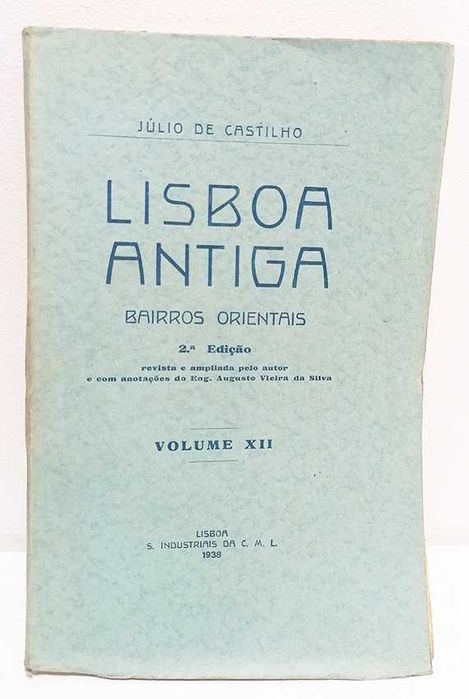 JÚLIO DE CASTILHO
LISBOA
ANTIGA
BAIRROS ORIENTAIS
2.ª Edição
revista e ampliada pelo autor
e com anotações do Eng. Augusto Vieira da Silva
VOLUME XII
LISBOA
S. INDUSTRIAIS DA C. M. L.
1938